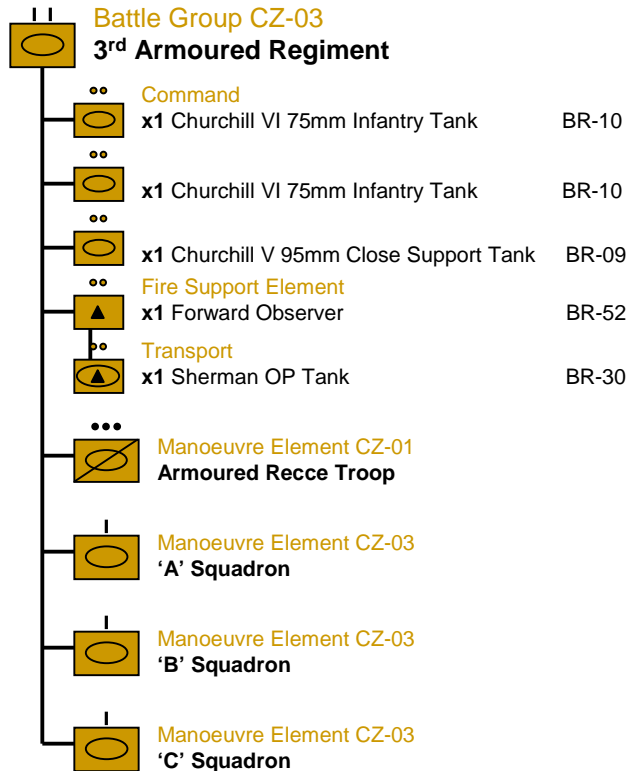 Battle Group CZ-03
3rd Armoured Regiment
Command
x1 Churchill VI 75mm Infantry Tank BR-10
x1 Churchill VI 75mm Infantry Tank BR-10
x1 Churchill V 95mm Close Support Tank BR-09
Fire Support Element
x1 Forward Observer BR-52
Transport
x1 Sherman OP Tank BR-30
Manoeuvre Element CZ-01
Armoured Recce Troop
Manoeuvre Element CZ-03
‘A’ Squadron
Manoeuvre Element CZ-03
‘B’ Squadron
Manoeuvre Element CZ-03
‘C’ Squadron